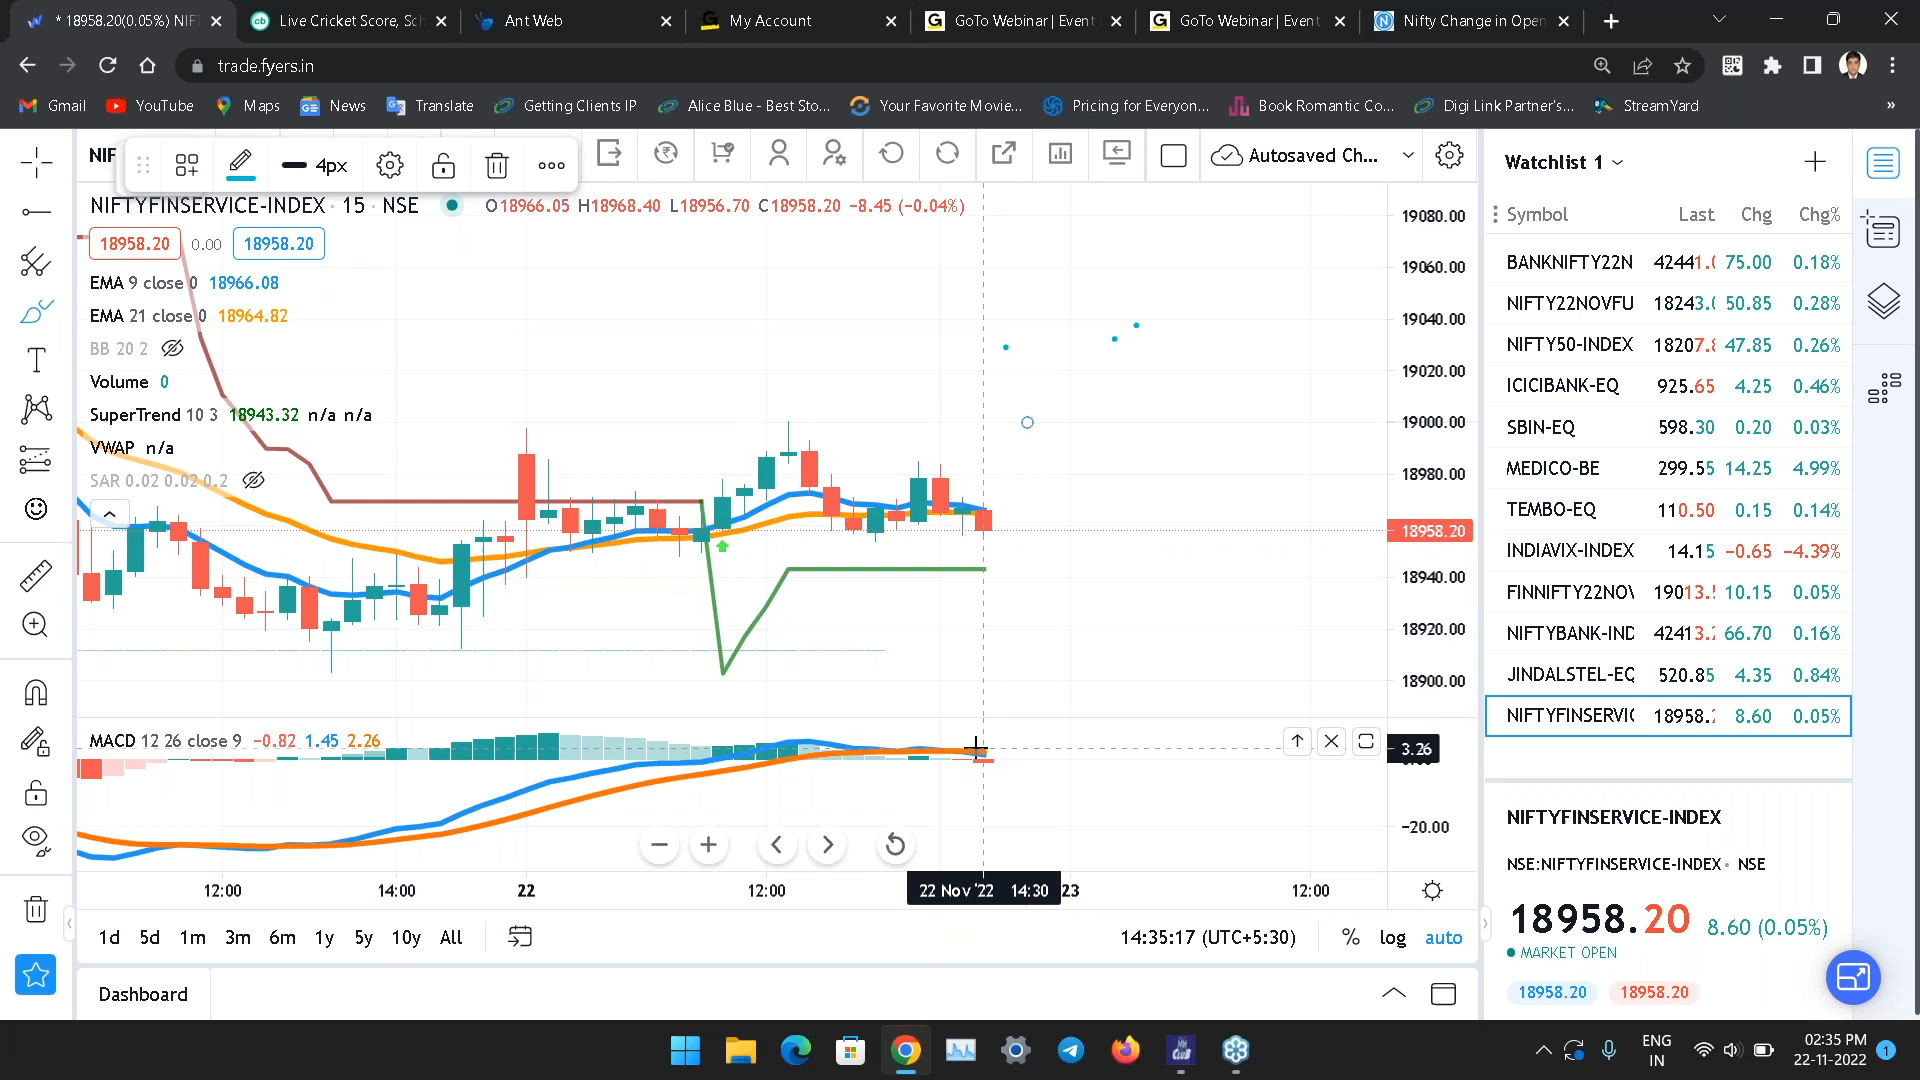 * 18958.20(0.05%) NIF
Live Cricket Score, Sch
Ant Web
My Account
GoTo Webinar | Event
GoTo Webinar | Event
Nifty Change in Open
trade.fyers.in
Gmail
YouTube
Maps
News
Translate
Getting Clients IP
Alice Blue - Best Sto...
Your Favorite Movie...
Pricing for Everyon...
Book Romantic Co...
Digi Link Partner's...
StreamYard
»
NIF
4px
Autosaved Ch...
NIFTYFINSERVICE-INDEX · 15 · NSE
O18966.05 H18968.40 L18956.70 C18958.20 −8.45 (−0.04%)
18958.20 0.00 18958.20
EMA 9 close 0 18966.08
EMA 21 close 0 18964.82
BB 20 2
Volume 0
SuperTrend 10 3 18943.32 n/a n/a
VWAP n/a
SAR 0.02 0.02 0.2
19080.00
19060.00
19040.00
19020.00
19000.00
18980.00
18958.20
18940.00
18920.00
18900.00
MACD 12 26 close 9 −0.82 1.45 2.26
3.26
−20.00
12:00
14:00
22
12:00
22 Nov '22 14:30
23
12:00
1d 5d 1m 3m 6m 1y 5y 10y All
14:35:17 (UTC+5:30)
% log auto
Dashboard
Watchlist 1
Symbol Last Chg Chg%
BANKNIFTY22N 42441. 75.00 0.18%
NIFTY22NOVFU 18243. 50.85 0.28%
NIFTY50-INDEX 18207. 47.85 0.26%
ICICIBANK-EQ 925.65 4.25 0.46%
SBIN-EQ 598.30 0.20 0.03%
MEDICO-BE 299.55 14.25 4.99%
TEMBO-EQ 110.50 0.15 0.14%
INDIAVIX-INDEX 14.15 −0.65 −4.39%
FINNIFTY22NOV 19013. 10.15 0.05%
NIFTYBANK-IND 42413. 66.70 0.16%
JINDALSTEL-EQ 520.85 4.35 0.84%
NIFTYFINSERVIC 18958. 8.60 0.05%
NIFTYFINSERVICE-INDEX
NSE:NIFTYFINSERVICE-INDEX • NSE
18958.20 8.60 (0.05%)
MARKET OPEN
18958.20 18958.20
ENG
IN
02:35 PM
22-11-2022
1